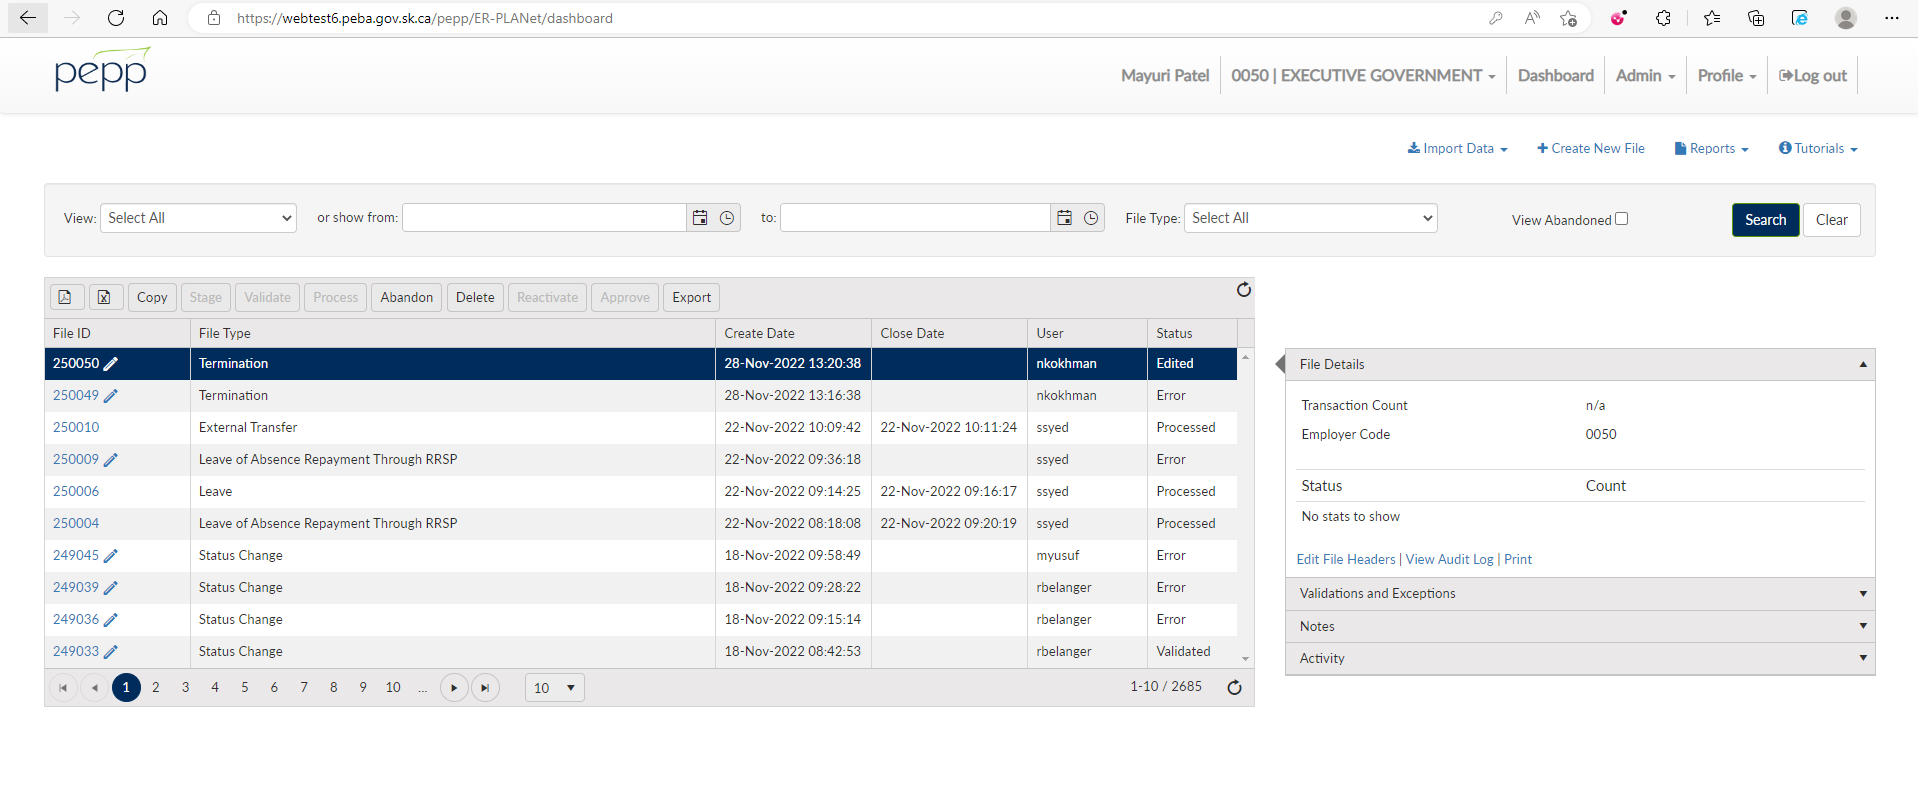 https://webtest6.peba.gov.sk.ca/pepp/ER-PLANet/dashboard
pepp
Mayuri Patel 0050 | EXECUTIVE GOVERNMENT Dashboard Admin Profile Log out
Import Data Create New File Reports Tutorials
View: Select All or show from: to: File Type: Select All View Abandoned Search Clear
Copy Stage Validate Process Abandon Delete Reactivate Approve Export
File ID File Type Create Date Close Date User Status
250050 Termination 28-Nov-2022 13:20:38 nkokhman Edited
250049 Termination 28-Nov-2022 13:16:38 nkokhman Error
250010 External Transfer 22-Nov-2022 10:09:42 22-Nov-2022 10:11:24 ssyed Processed
250009 Leave of Absence Repayment Through RRSP 22-Nov-2022 09:36:18 ssyed Error
250006 Leave 22-Nov-2022 09:14:25 22-Nov-2022 09:16:17 ssyed Processed
250004 Leave of Absence Repayment Through RRSP 22-Nov-2022 08:18:08 22-Nov-2022 09:20:19 ssyed Processed
249045 Status Change 18-Nov-2022 09:58:49 myusuf Error
249039 Status Change 18-Nov-2022 09:28:22 rbelanger Error
249036 Status Change 18-Nov-2022 09:15:14 rbelanger Error
249033 Status Change 18-Nov-2022 08:42:53 rbelanger Validated
1 2 3 4 5 6 7 8 9 10 ... 10 1-10 / 2685
File Details
Transaction Count n/a
Employer Code 0050
Status Count
No stats to show
Edit File Headers | View Audit Log | Print
Validations and Exceptions
Notes
Activity